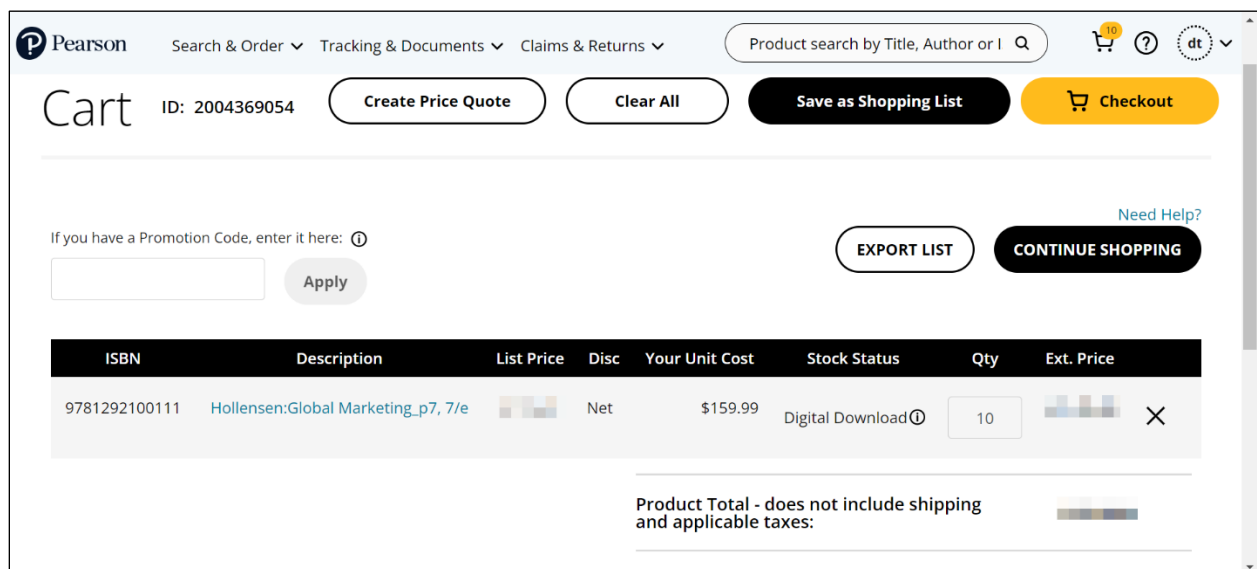 Pearson
Search & Order Tracking & Documents Claims & Returns Product search by Title, Author or I 10 dt
Cart ID: 2004369054 Create Price Quote Clear All Save as Shopping List Checkout
Need Help?
If you have a Promotion Code, enter it here:
EXPORT LIST CONTINUE SHOPPING
Apply
ISBN Description List Price Disc Your Unit Cost Stock Status Qty Ext. Price
9781292100111 Hollensen:Global Marketing_p7, 7/e Net $159.99 Digital Download 10
Product Total - does not include shipping
and applicable taxes: